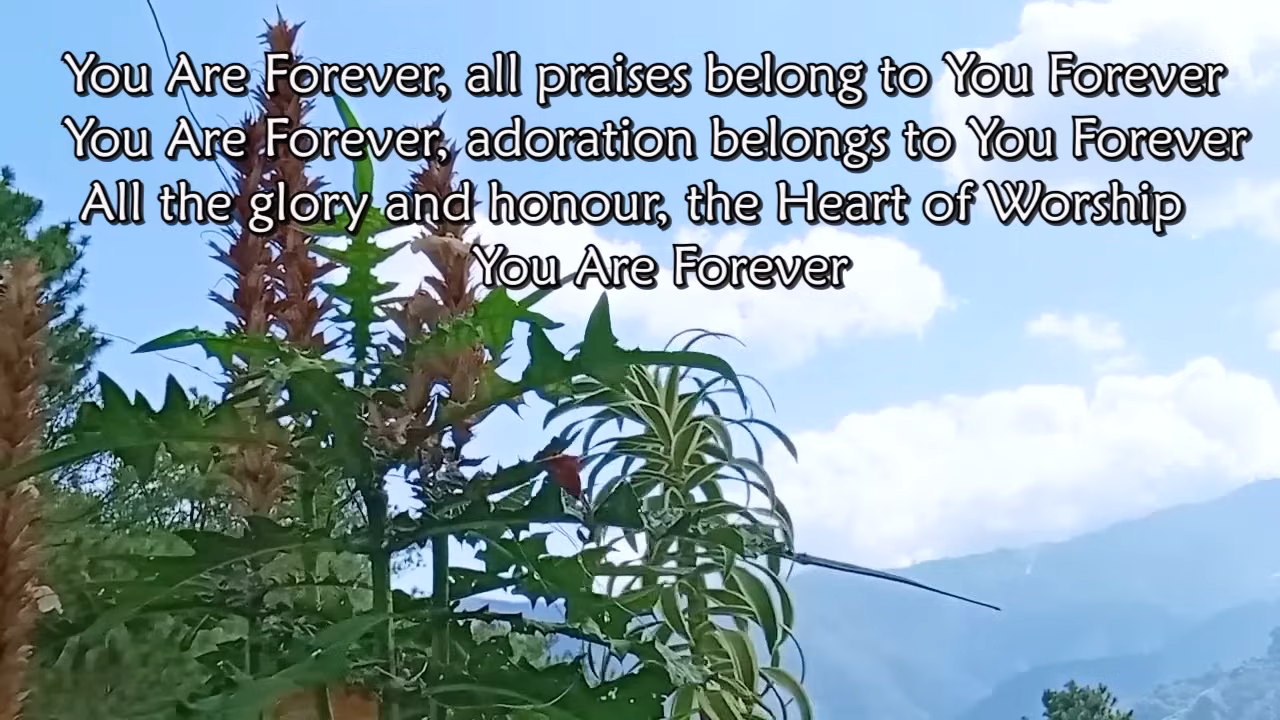 You Are Forever, all praises belong to You Forever
You Are Forever, adoration belongs to You Forever
All the glory and honour, the Heart of Worship
You Are Forever